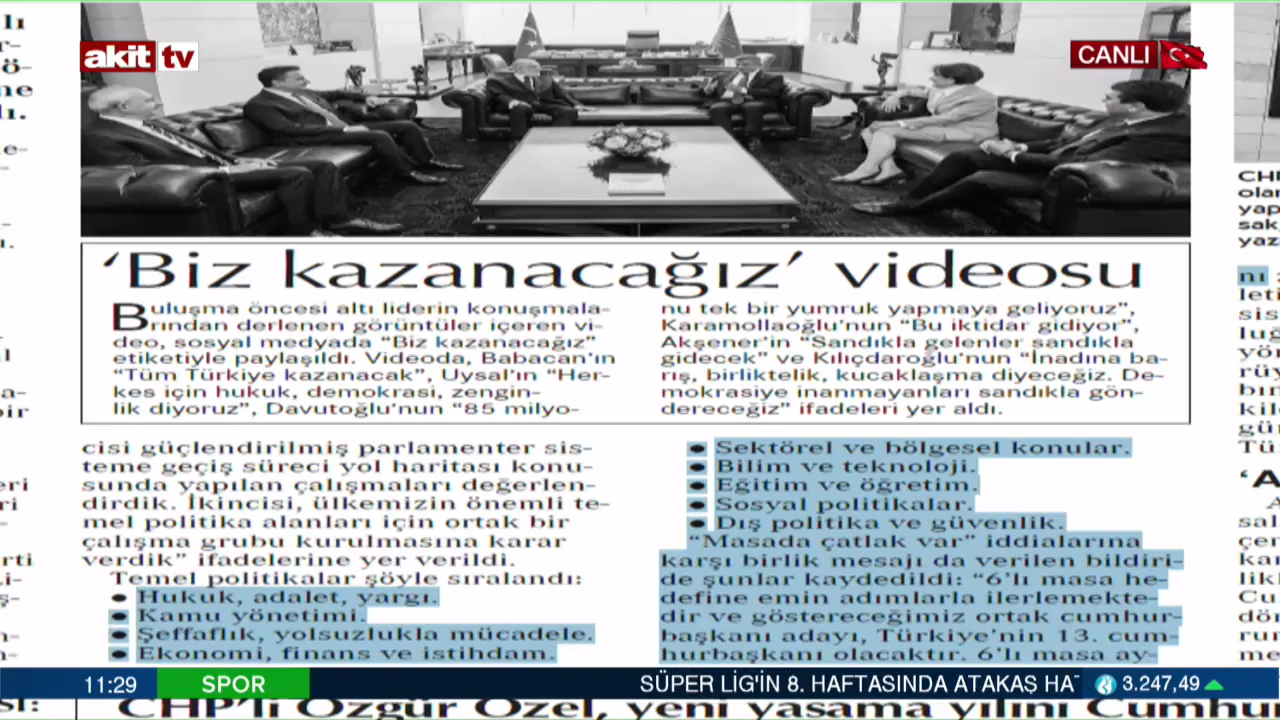 akit tv
CANLI
'Biz kazanacağız' videosu
Buluşma öncesi altı liderin konuşmala-
rından derlenen görüntüler içeren vi-
deo, sosyal medyada "Biz kazanacağız"
etiketiyle paylaşıldı. Videoda, Babacan'ın
"Tüm Türkiye kazanacak", Uysal'ın "Her-
kes için hukuk, demokrasi, zengin-
lik diyoruz", Davutoğlu'nun "85 milyo-
nu tek bir yumruk yapmaya geliyoruz",
Karamollaoğlu'nun "Bu iktidar gidiyor",
Akşener'in "Sandıkla gelenler sandıkla
gidecek" ve Kılıçdaroğlu'nun "İnadına ba-
rış, birliktelik, kucaklaşma diyeceğiz. De-
mokrasiye inanmayanları sandıkla gön-
dereceğiz" ifadeleri yer aldı.
cisi güçlendirilmiş parlamenter sis-
teme geçiş süreci yol haritası konu-
sunda yapılan çalışmaları değerlen-
dirdik. İkincisi, ülkemizin önemli te-
mel politika alanları için ortak bir
çalışma grubu kurulmasına karar
verdik" ifadelerine yer verildi.
Temel politikalar şöyle sıralandı:
● Hukuk, adalet, yargı.
● Kamu yönetimi.
● Şeffaflık, yolsuzlukla mücadele.
● Ekonomi, finans ve istihdam.
● Sektörel ve bölgesel konular.
● Bilim ve teknoloji.
● Eğitim ve öğretim.
● Sosyal politikalar.
● Dış politika ve güvenlik.
"Masada çatlak var" iddialarına
karşı birlik mesajı da verilen bildiri-
de şunlar kaydedildi: "6'lı masa he-
define emin adımlarla ilerlemekte-
dir ve göstereceğimiz ortak cumhur-
başkanı adayı, Türkiye'nin 13. cum-
hurbaşkanı olacaktır. 6'lı masa ay-
11:29 SPOR SÜPER LİG'İN 8. HAFTASINDA ATAKAŞ HAT 3.247,49
CHP'li Özgür Özel, yeni yasama yılını Cumhu